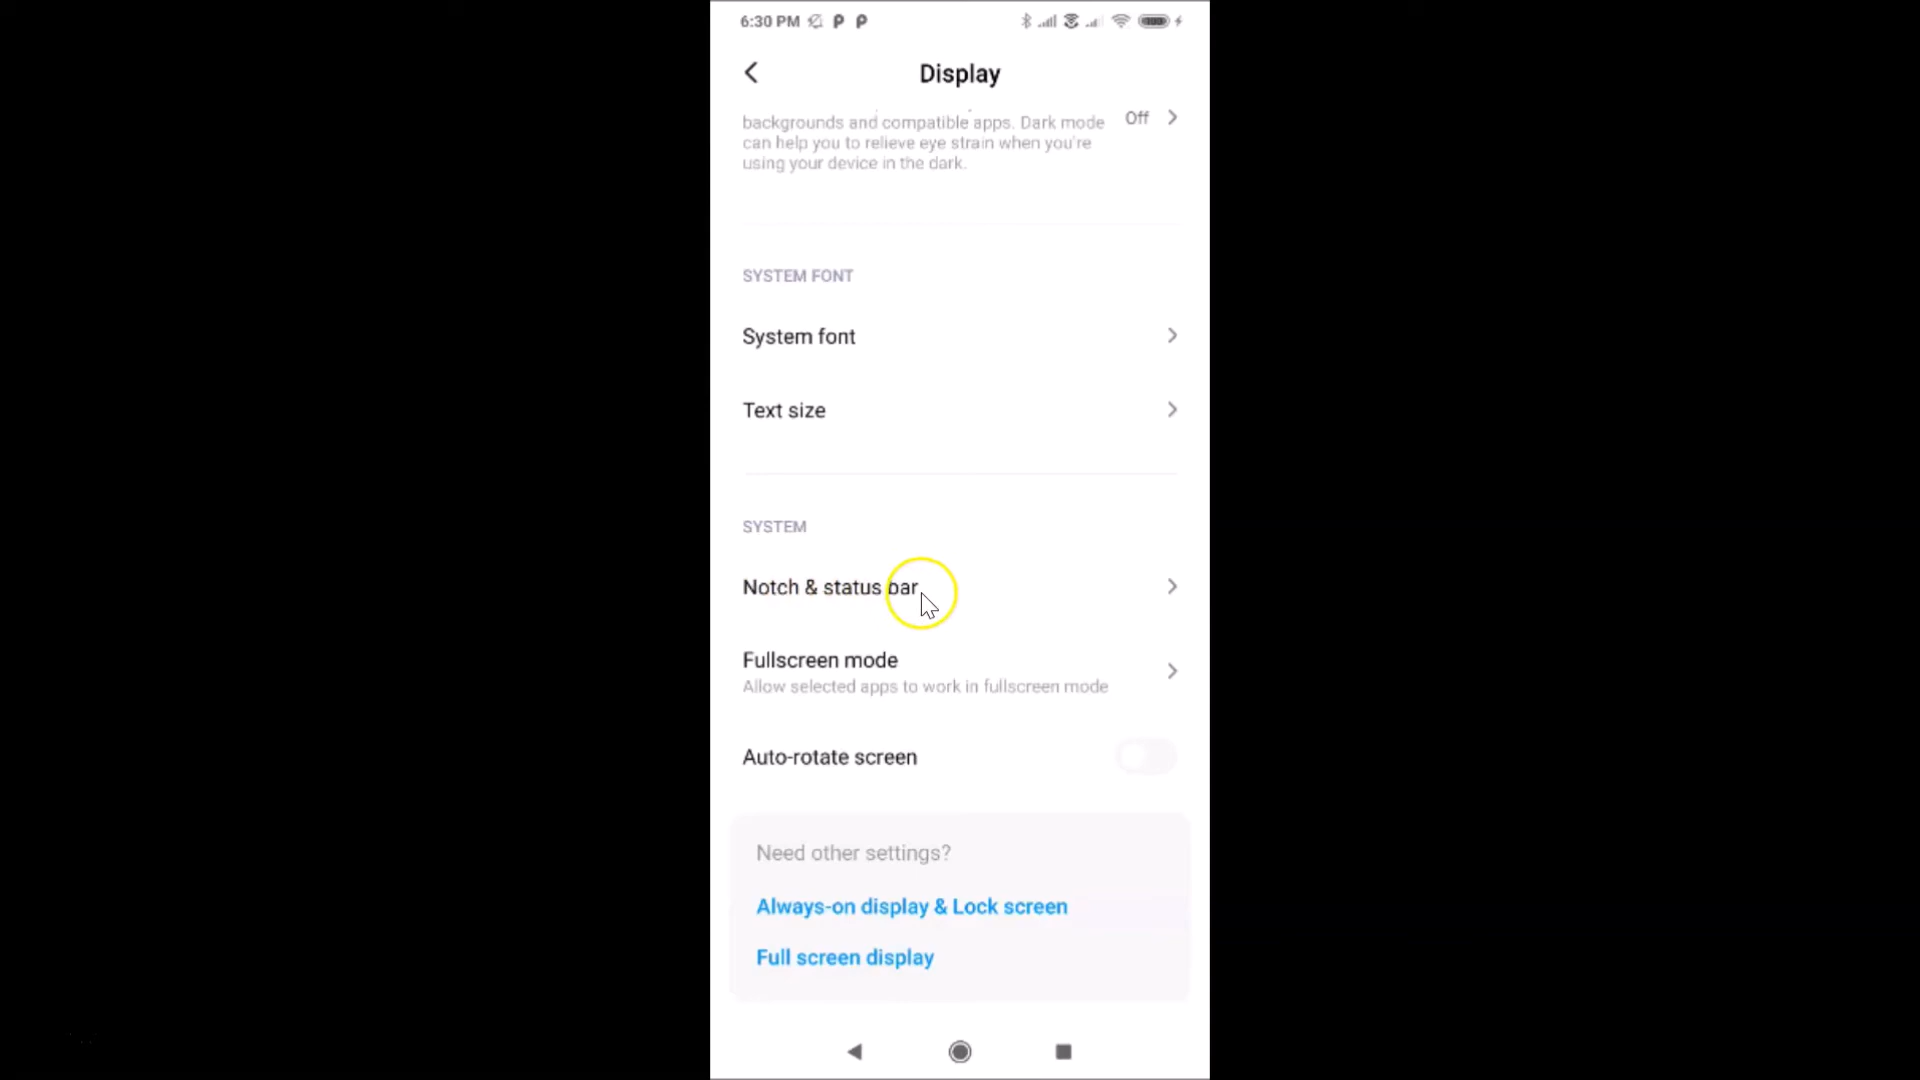 6:30 PM
Display
backgrounds and compatible apps. Dark mode
can help you to relieve eye strain when you're
using your device in the dark.
Off
SYSTEM FONT
System font
Text size
SYSTEM
Notch & status bar
Fullscreen mode
Allow selected apps to work in fullscreen mode
Auto-rotate screen
Need other settings?
Always-on display & Lock screen
Full screen display